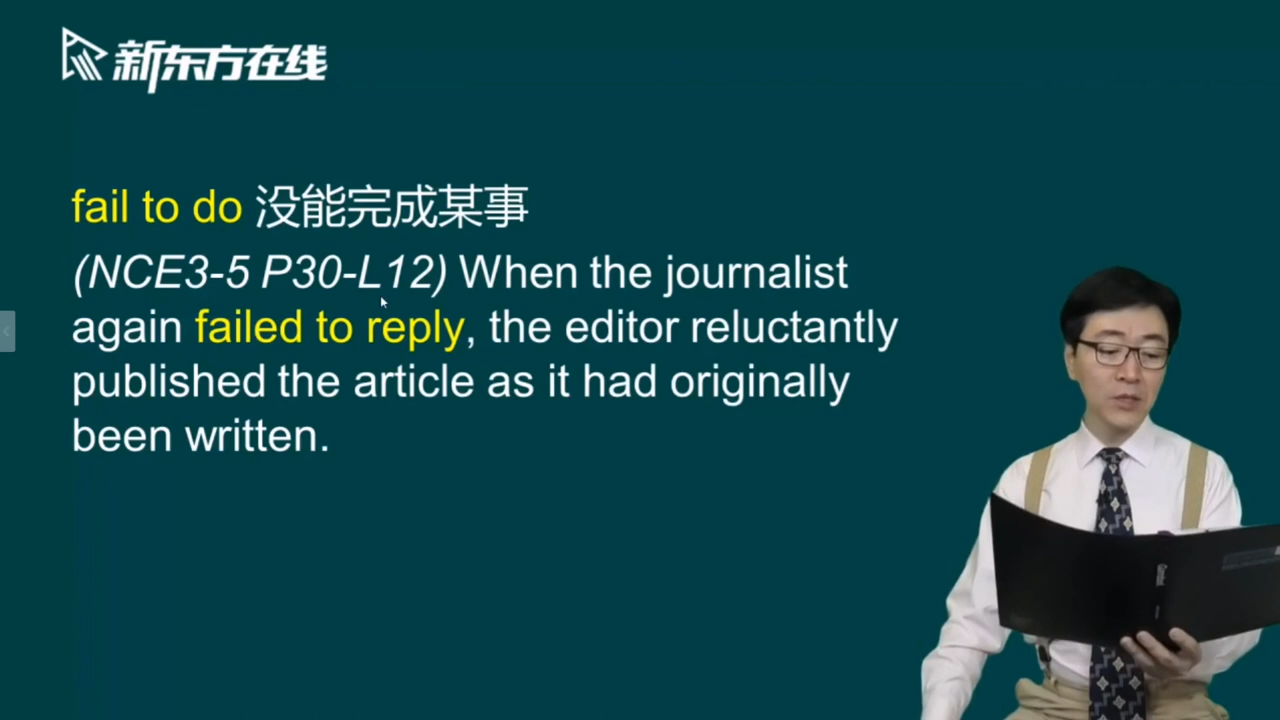 新东方在线
fail to do 没能完成某事
(NCE3-5 P30-L12) When the journalist
again failed to reply, the editor reluctantly
published the article as it had originally
been written.